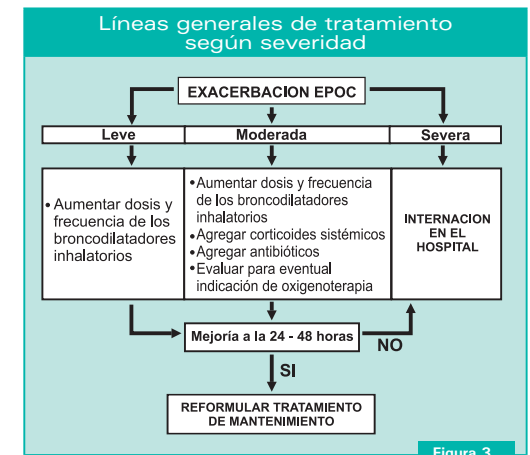 Líneas generales de tratamiento
según severidad
EXACERBACION EPOC
Leve
Moderada
Severa
• Aumentar dosis y
frecuencia de los
broncodilatadores
inhalatorios
• Aumentar dosis y frecuencia
de los broncodilatadores
inhalatorios
• Agregar corticoides sistémicos
• Agregar antibióticos
• Evaluar para eventual
indicación de oxigenoterapia
INTERNACION
EN EL
HOSPITAL
Mejoría a la 24 - 48 horas
NO
SI
REFORMULAR TRATAMIENTO
DE MANTENIMIENTO
Figura 3